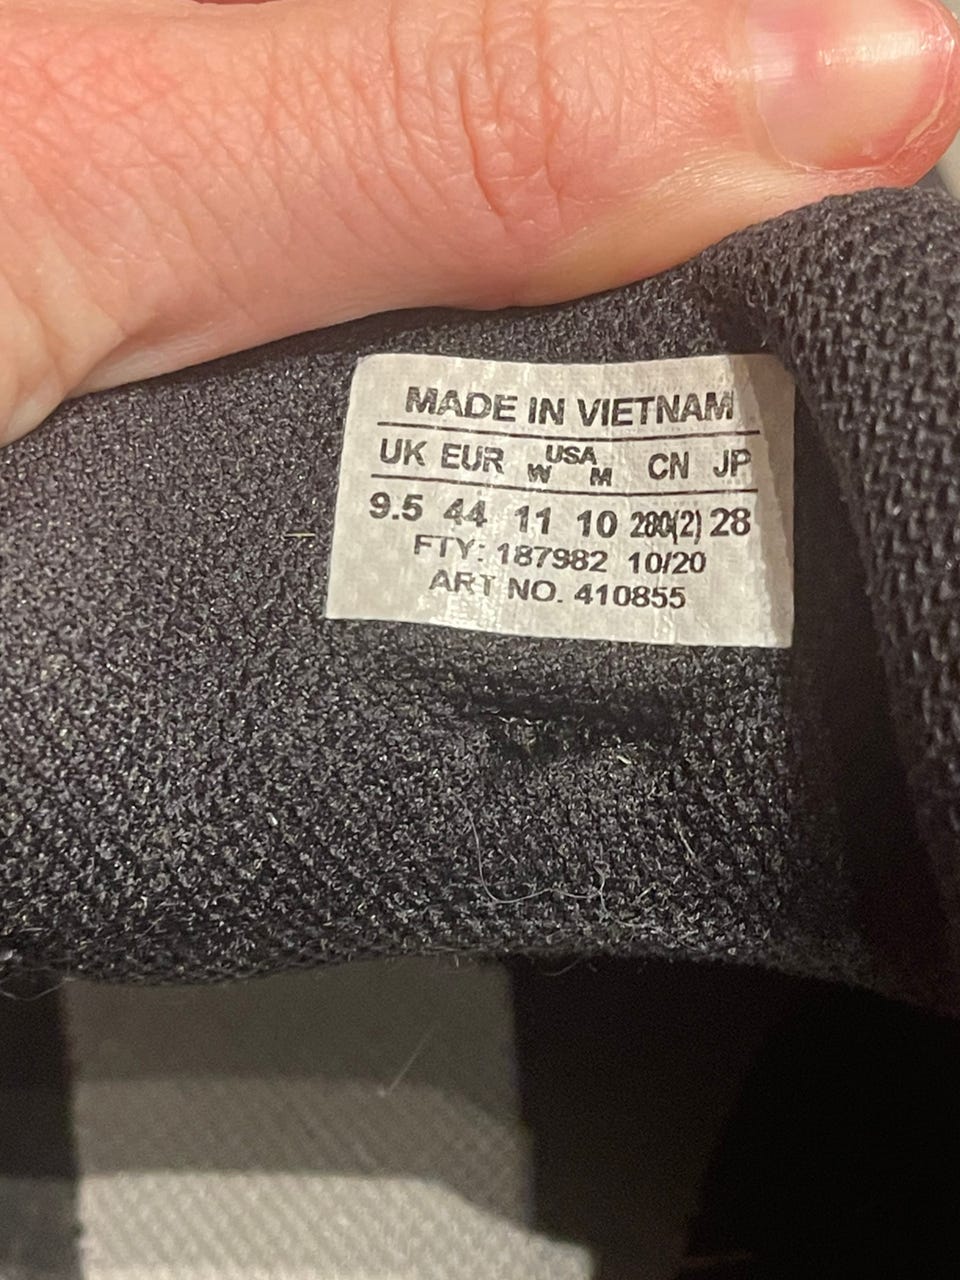 MADE IN VIETNAM
UK EUR W USA M CN JP
9.5 44 11 10 280(2) 28
FTY: 187982 10/20
ART NO. 410855